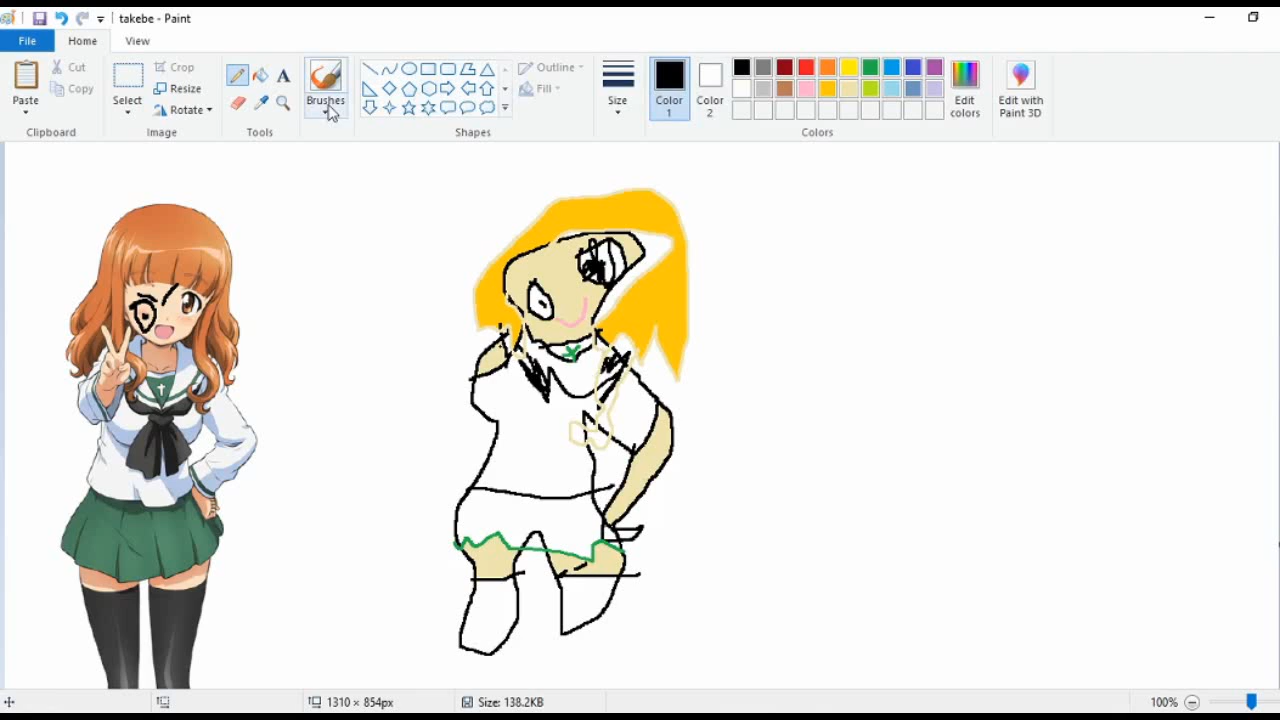 takebe - Paint
File Home View
Paste
Cut
Copy
Clipboard
Select
Crop
Resize
Rotate
Image
A
Tools
Brushes
Outline
Fill
Shapes
Size
Color
1
Color
2
Edit
colors
Colors
Edit with
Paint 3D
1310 × 854px
Size: 138.2KB
100%